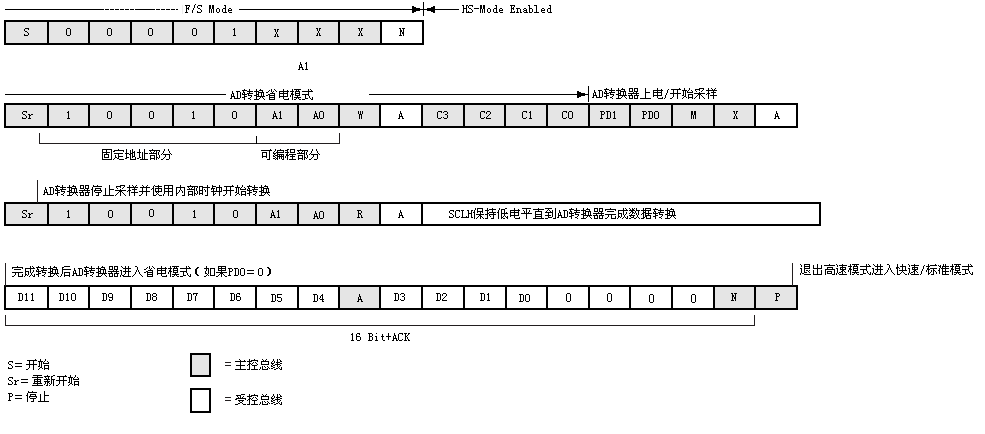 F/S Mode HS-Mode Enabled
S 0 0 0 0 1 X X X N
A1
AD转换省电模式 AD转换器上电/开始采样
Sr 1 0 0 1 0 A1 A0 W A C3 C2 C1 C0 PD1 PD0 M X A
固定地址部分 可编程部分
AD转换器停止采样并使用内部时钟开始转换
Sr 1 0 0 1 0 A1 A0 R A SCLH保持低电平直到AD转换器完成数据转换
完成转换后AD转换器进入省电模式(如果PD0=0) 退出高速模式进入快速/标准模式
D11 D10 D9 D8 D7 D6 D5 D4 A D3 D2 D1 D0 0 0 0 0 N P
16 Bit+ACK
S=开始 =主控总线
Sr=重新开始
P=停止 =受控总线